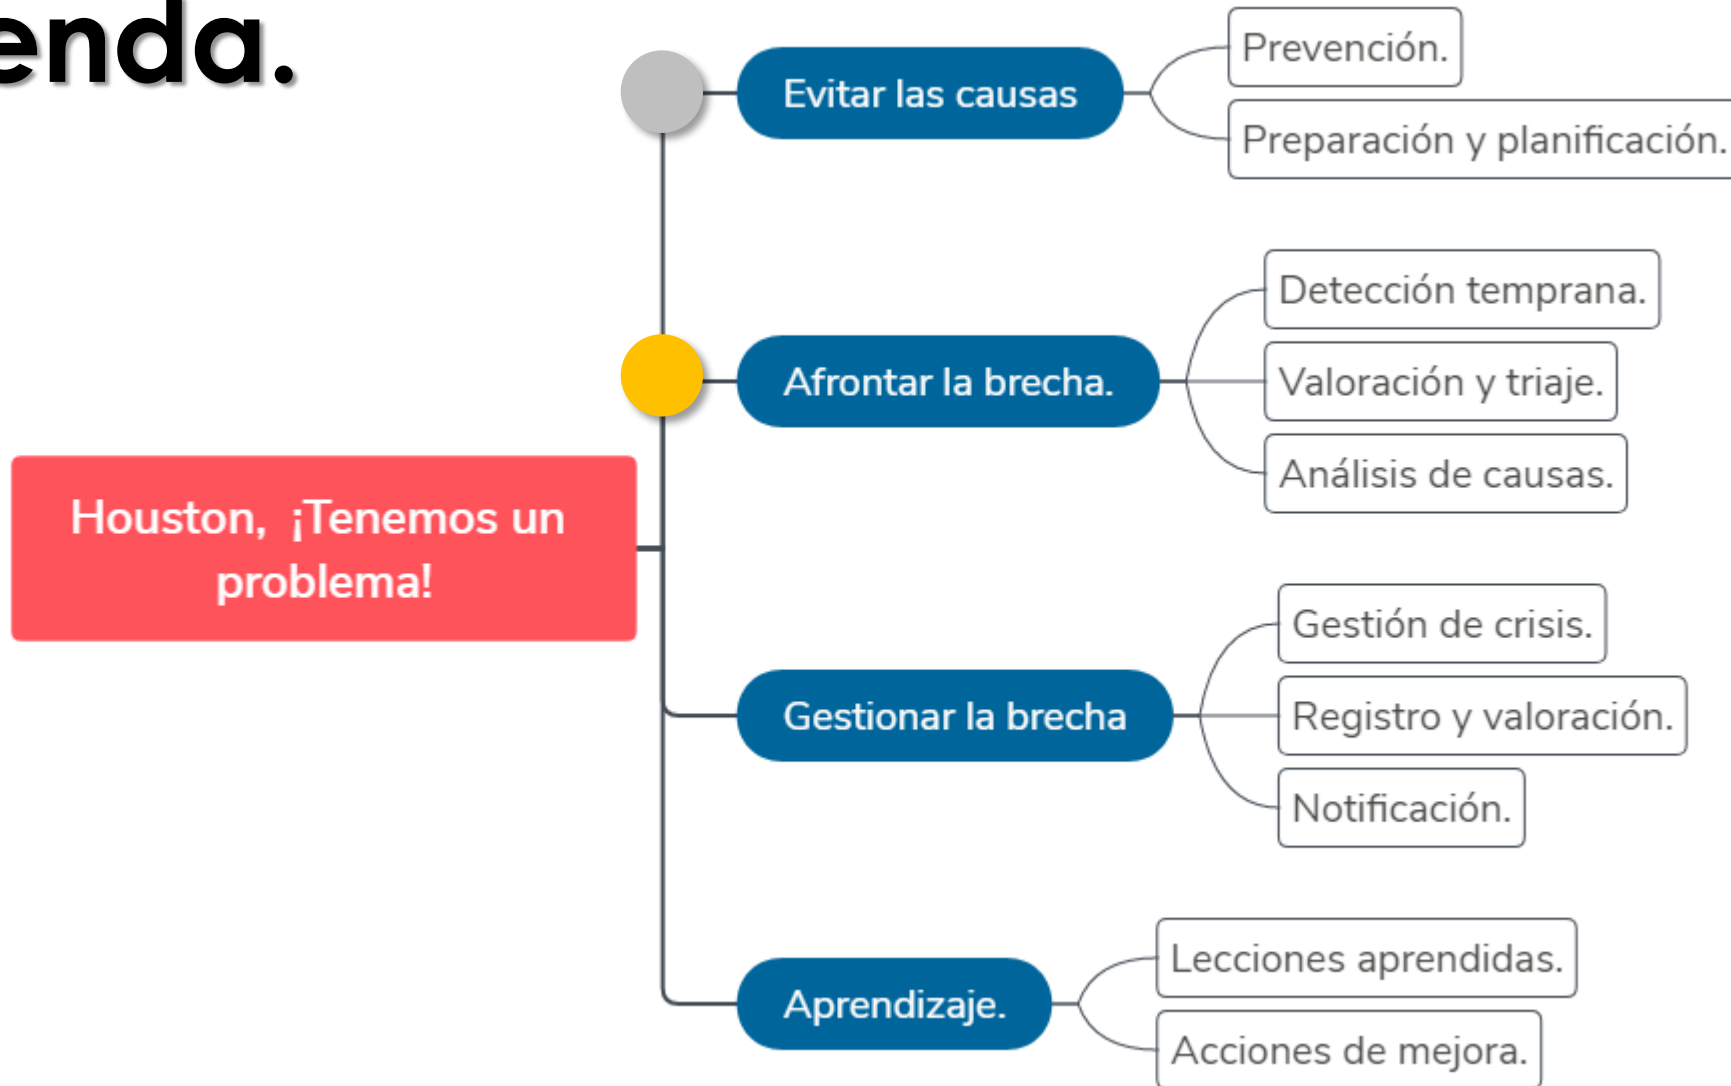 enda.
Evitar las causas
Prevención.
Preparación y planificación.
Afrontar la brecha.
Detección temprana.
Valoración y triaje.
Análisis de causas.
Houston, ¡Tenemos un
problema!
Gestionar la brecha
Gestión de crisis.
Registro y valoración.
Notificación.
Aprendizaje.
Lecciones aprendidas.
Acciones de mejora.